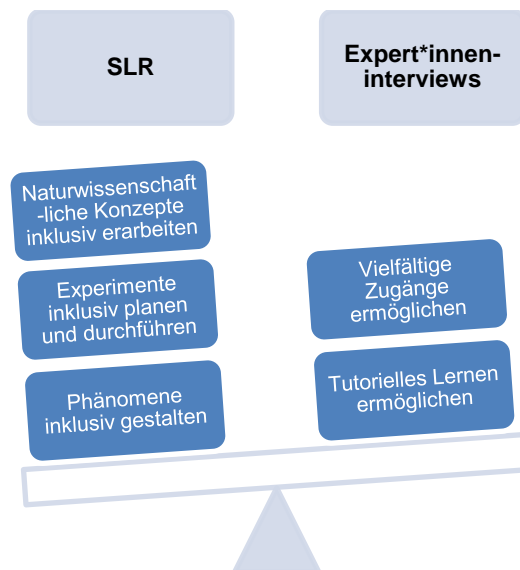 SLR
Expert*innen-
interviews
Naturwissenschaft
-liche Konzepte
inklusiv erarbeiten
Experimente
inklusiv planen
und durchführen
Phänomene
inklusiv gestalten
Vielfältige
Zugänge
ermöglichen
Tutorielles Lernen
ermöglichen